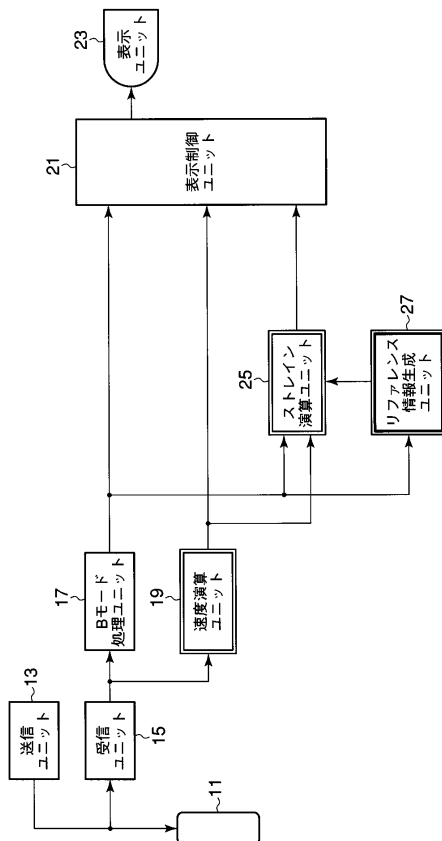 11
13
送信
ユニット
15
受信
ユニット
17
Bモード
処理ユニット
19
速度演算
ユニット
25
ストレイン
演算ユニット
27
リファレンス
情報生成
ユニット
21
表示制御
ユニット
23
表示
ユニット